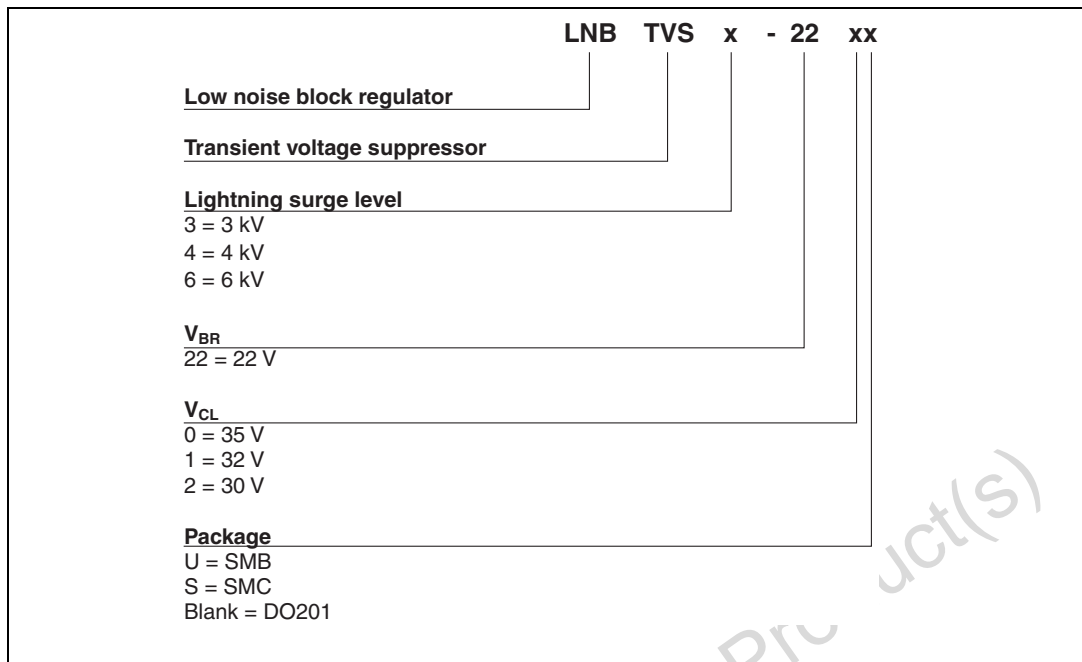 LNB TVS x - 22 xx
Low noise block regulator
Transient voltage suppressor
Lightning surge level
3 = 3 kV
4 = 4 kV
6 = 6 kV
VBR
22 = 22 V
VCL
0 = 35 V
1 = 32 V
2 = 30 V
Package
U = SMB
S = SMC
Blank = DO201